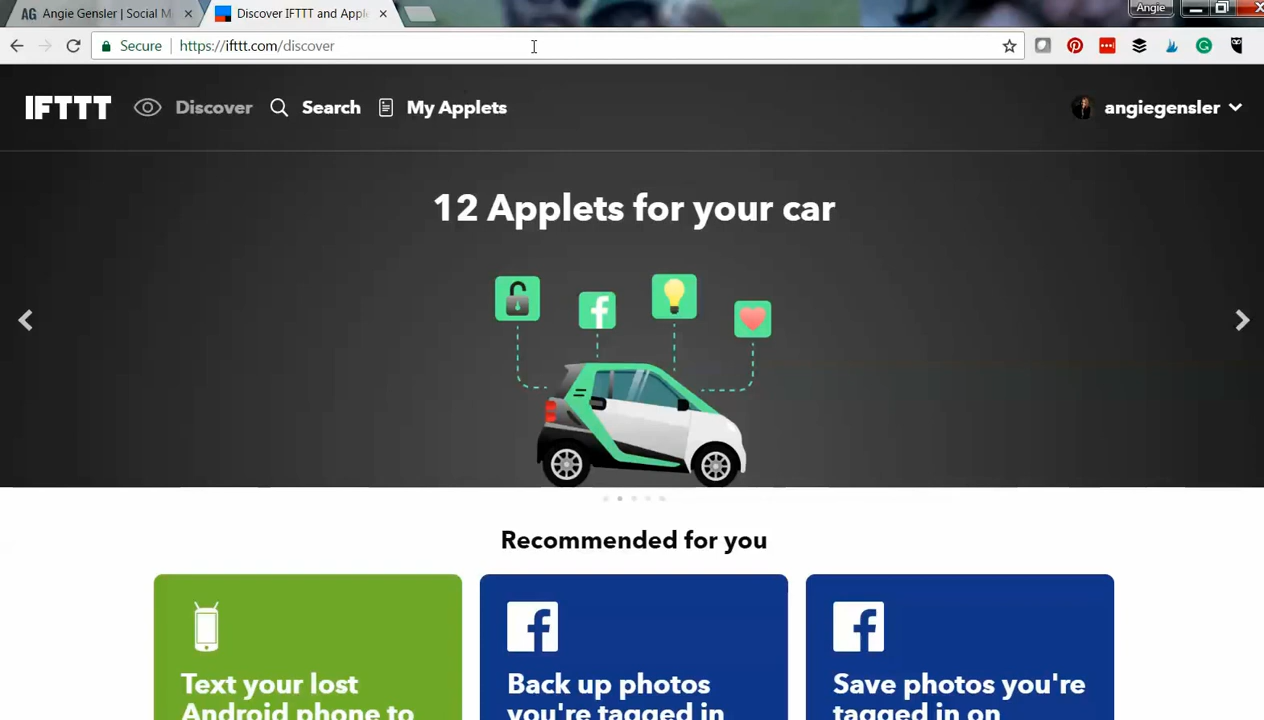 AG Angie Gensler | Social M
Discover IFTTT and Apple
Angie
Secure
https://ifttt.com/discover
IFTTT Discover Search My Applets angiegensler
12 Applets for your car
Recommended for you
Text your lost
Android phone to
Back up photos
you're tagged in
Save photos you're
tagged in on